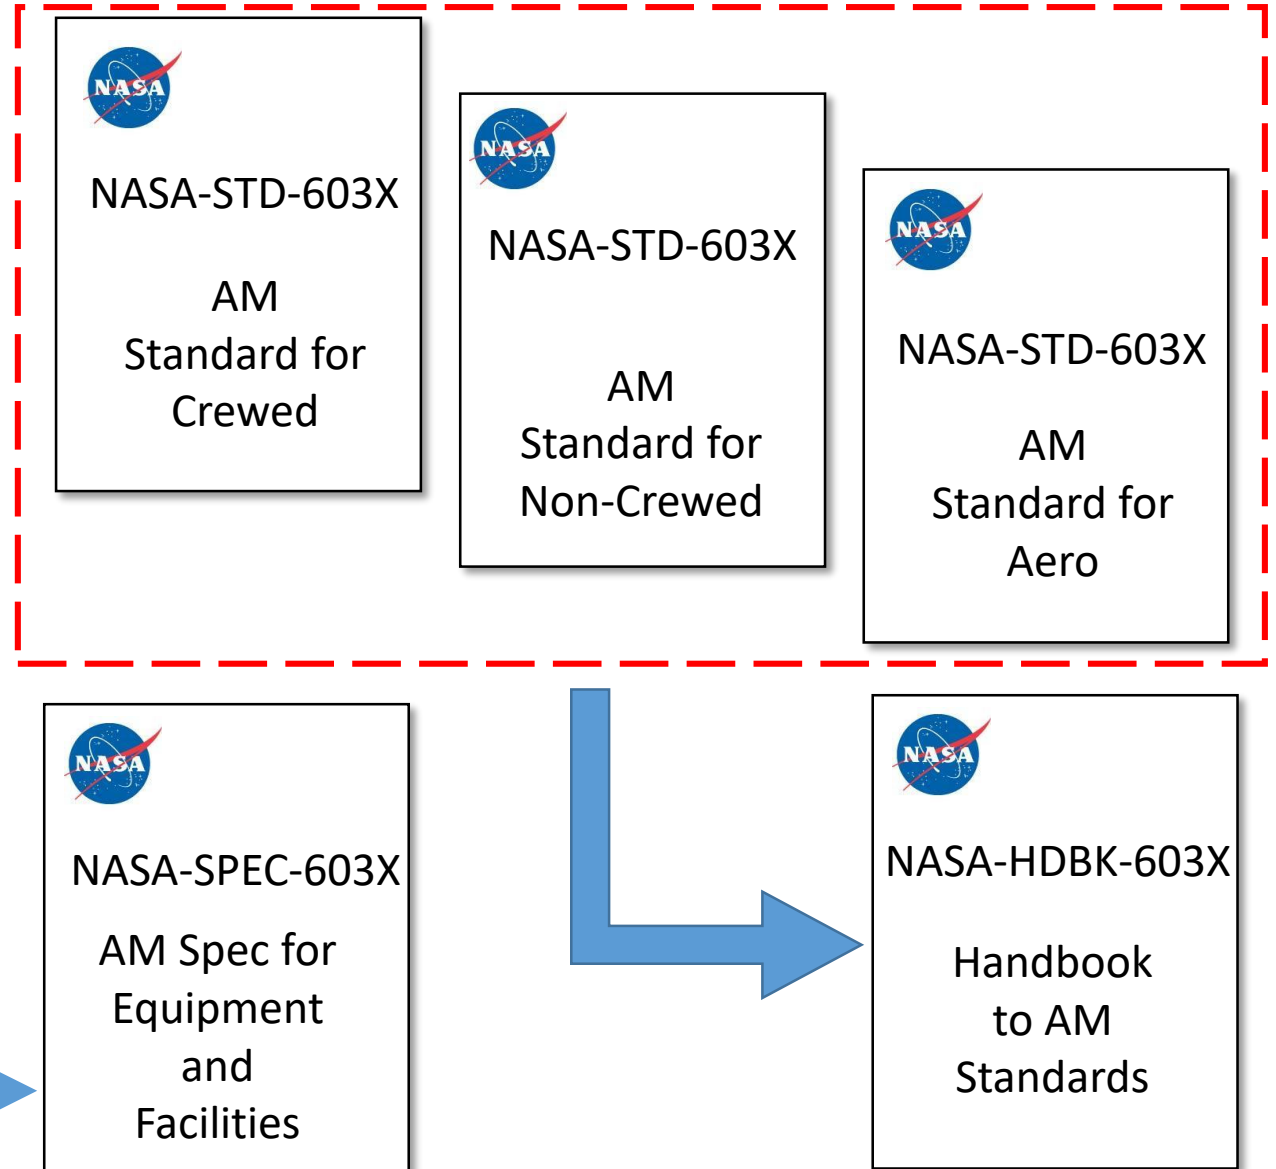 NASA
NASA-STD-603X
AM
Standard for
Crewed
NASA
NASA-STD-603X
AM
Standard for
Non-Crewed
NASA
NASA-STD-603X
AM
Standard for
Aero
NASA
NASA-SPEC-603X
AM Spec for
Equipment
and
Facilities
NASA
NASA-HDBK-603X
Handbook
to AM
Standards